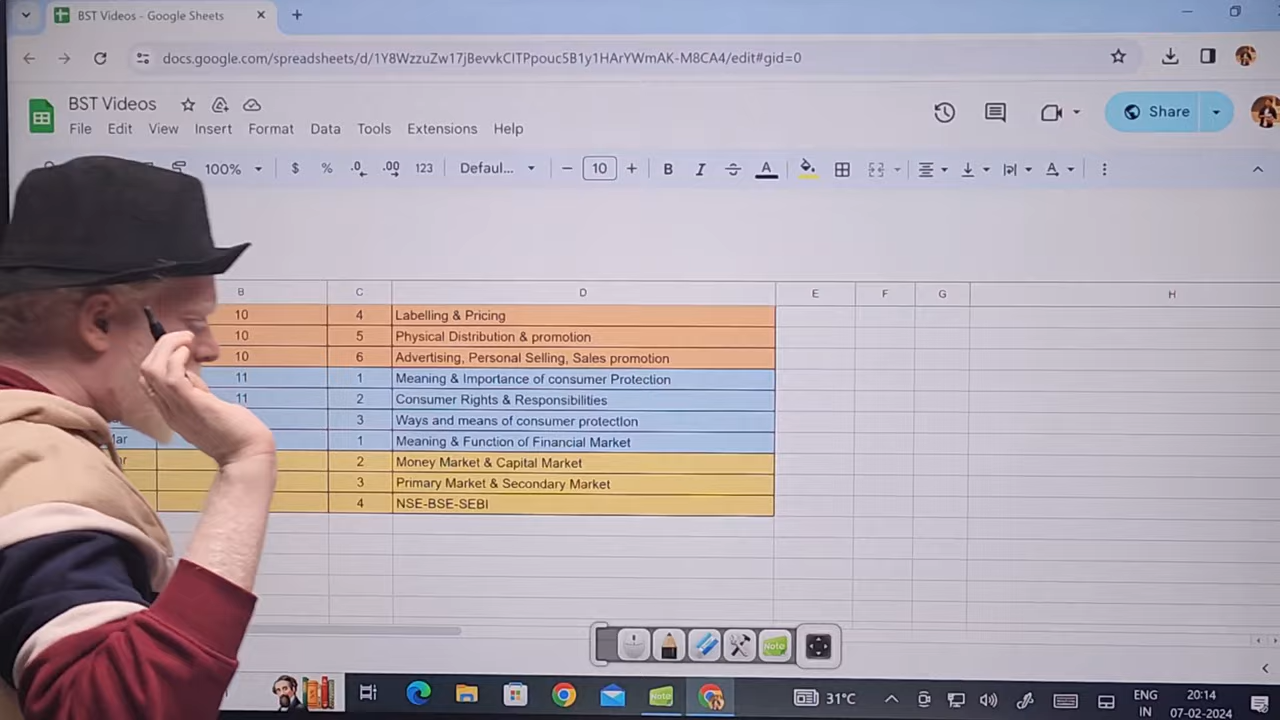 BST Videos - Google Sheets
docs.google.com/spreadsheets/d/1Y8WzzuZw17jBevvkCITPpouc5B1y1HArYWmAK-M8CA4/edit#gid=0
BST Videos
Share
File Edit View Insert Format Data Tools Extensions Help
100% $ % .0 .00 123 Defaul... - 10 + B I A A
B C D E F G H
10 4 Labelling & Pricing
10 5 Physical Distribution & promotion
10 6 Advertising, Personal Selling, Sales promotion
11 1 Meaning & Importance of consumer Protection
11 2 Consumer Rights & Responsibilities
3 Ways and means of consumer protection
1 Meaning & Function of Financial Market
2 Money Market & Capital Market
3 Primary Market & Secondary Market
4 NSE-BSE-SEBI
Note
Note 31°C ENG 20:14
IN 07-02-2024